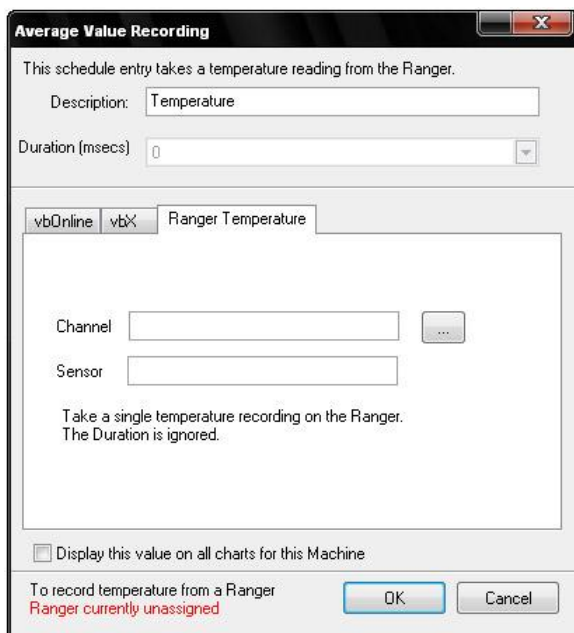 Average Value Recording
This schedule entry takes a temperature reading from the Ranger.
Description: Temperature
Duration (msecs) 0
vbOnline vbX Ranger Temperature
Channel ...
Sensor
Take a single temperature recording on the Ranger.
The Duration is ignored.
Display this value on all charts for this Machine
To record temperature from a Ranger
Ranger currently unassigned
OK Cancel